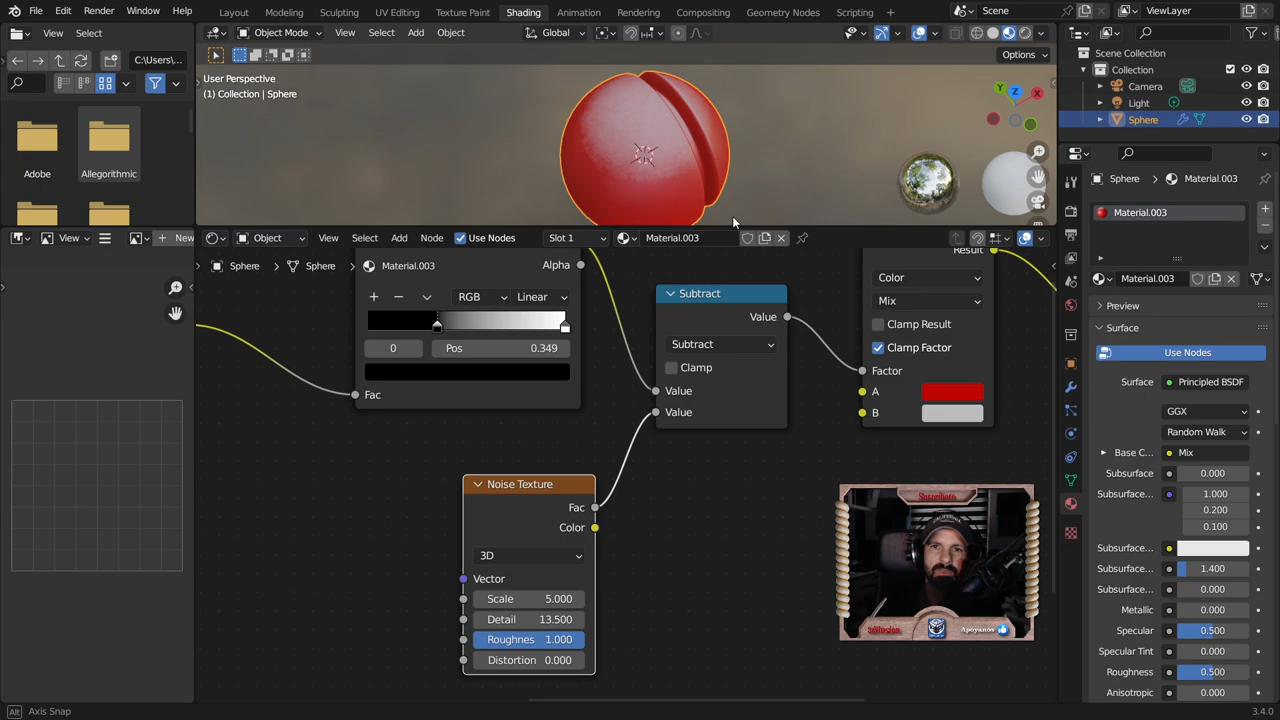 File Edit Render Window Help Layout Modeling Sculpting UV Editing Texture Paint Shading Animation Rendering Compositing Geometry Nodes Scripting Scene ViewLayer
View Select Object Mode View Select Add Object Global
Scene Collection
C:\Users\... Options
Collection
Camera
Light
Sphere
User Perspective
(1) Collection | Sphere
Y Z X
Adobe Allegorithmic
Sphere > Material.003
Material.003
View New Object View Select Add Node Use Nodes Slot 1 Material.003
Sphere > Sphere > Material.003
Alpha
RGB Linear
0 Pos 0.349
Fac
Subtract
Value
Subtract
Clamp
Value
Value
Result
Color
Mix
Clamp Result
Clamp Factor
Factor
A
B
Noise Texture
Fac
Color
3D
Vector
Scale 5.000
Detail 13.500
Roughnes 1.000
Distortion 0.000
Material.003
Preview
Surface
Use Nodes
Surface Principled BSDF
GGX
Random Walk
Base C... Mix
Subsurface 0.000
Subsurface... 1.000
0.200
0.100
Subsurface...
Subsurface... 1.400
Subsurface... 0.000
Metallic 0.000
Specular 0.500
Specular Tint 0.000
Roughness 0.500
Anisotropic 0.000
Apoyanos
Alt Axis Snap
3.4.0